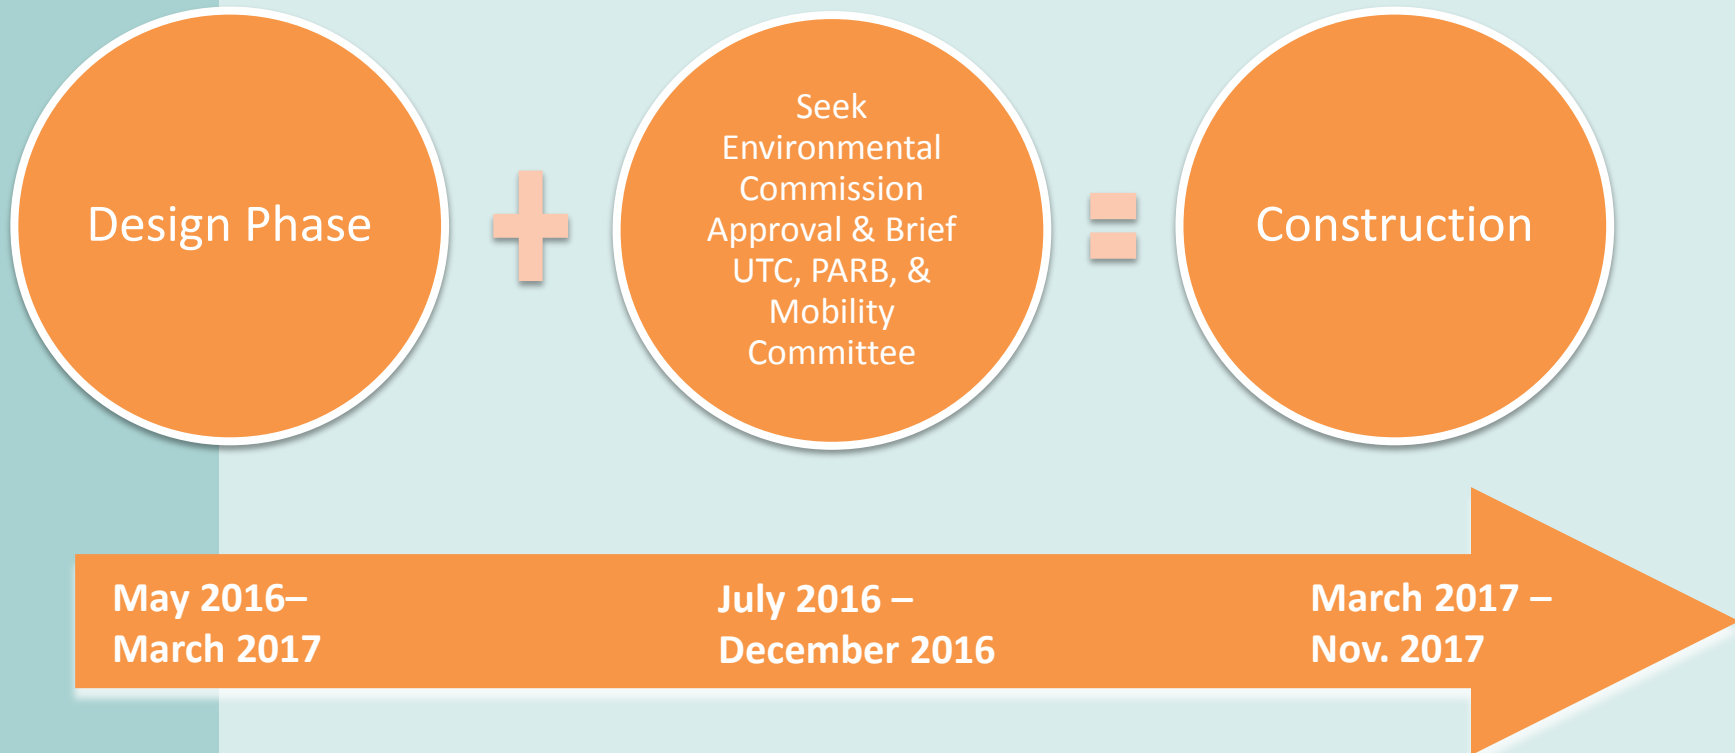 Design Phase
Seek
Environmental
Commission
Approval & Brief
UTC, PARB, &
Mobility
Committee
Construction
May 2016–
March 2017
July 2016 –
December 2016
March 2017 –
Nov. 2017